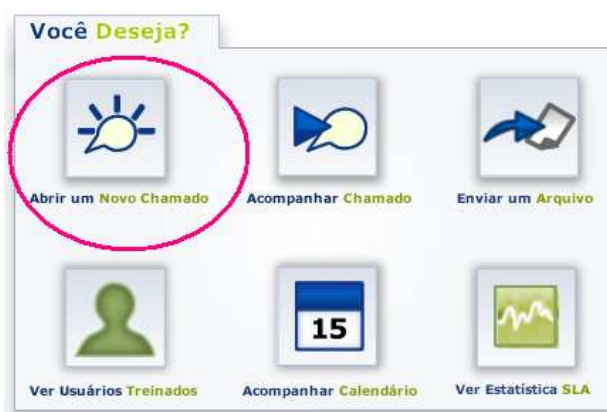 Você Deseja?
Abrir um Novo Chamado
Acompanhar Chamado
Enviar um Arquivo
15
Ver Usuários Treinados
Acompanhar Calendário
Ver Estatística SLA